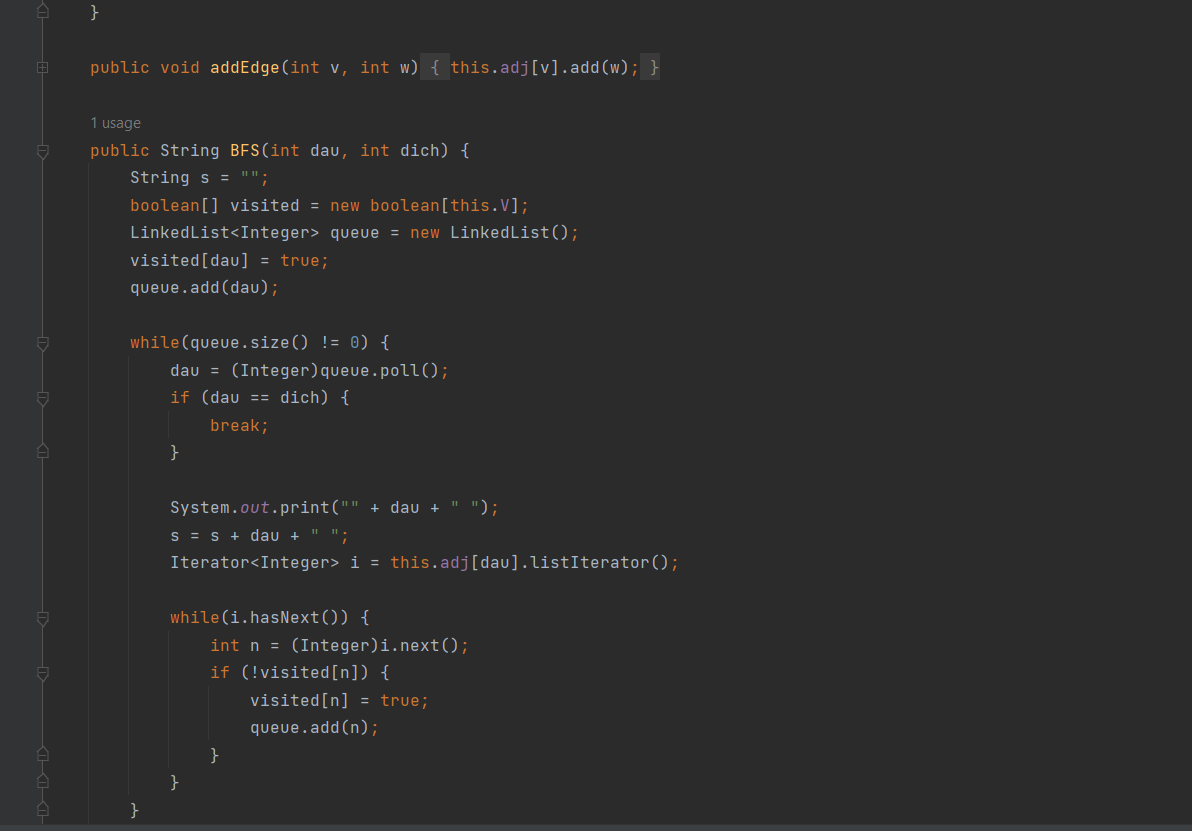 }
public void addEdge(int v, int w) { this.adj[v].add(w); }
1 usage
public String BFS(int dau, int dich) {
String s = "";
boolean[] visited = new boolean[this.V];
LinkedList<Integer> queue = new LinkedList();
visited[dau] = true;
queue.add(dau);
while(queue.size() != 0) {
dau = (Integer)queue.poll();
if (dau == dich) {
break;
}
System.out.print("" + dau + " ");
s = s + dau + " ";
Iterator<Integer> i = this.adj[dau].listIterator();
while(i.hasNext()) {
int n = (Integer)i.next();
if (!visited[n]) {
visited[n] = true;
queue.add(n);
}
}
}